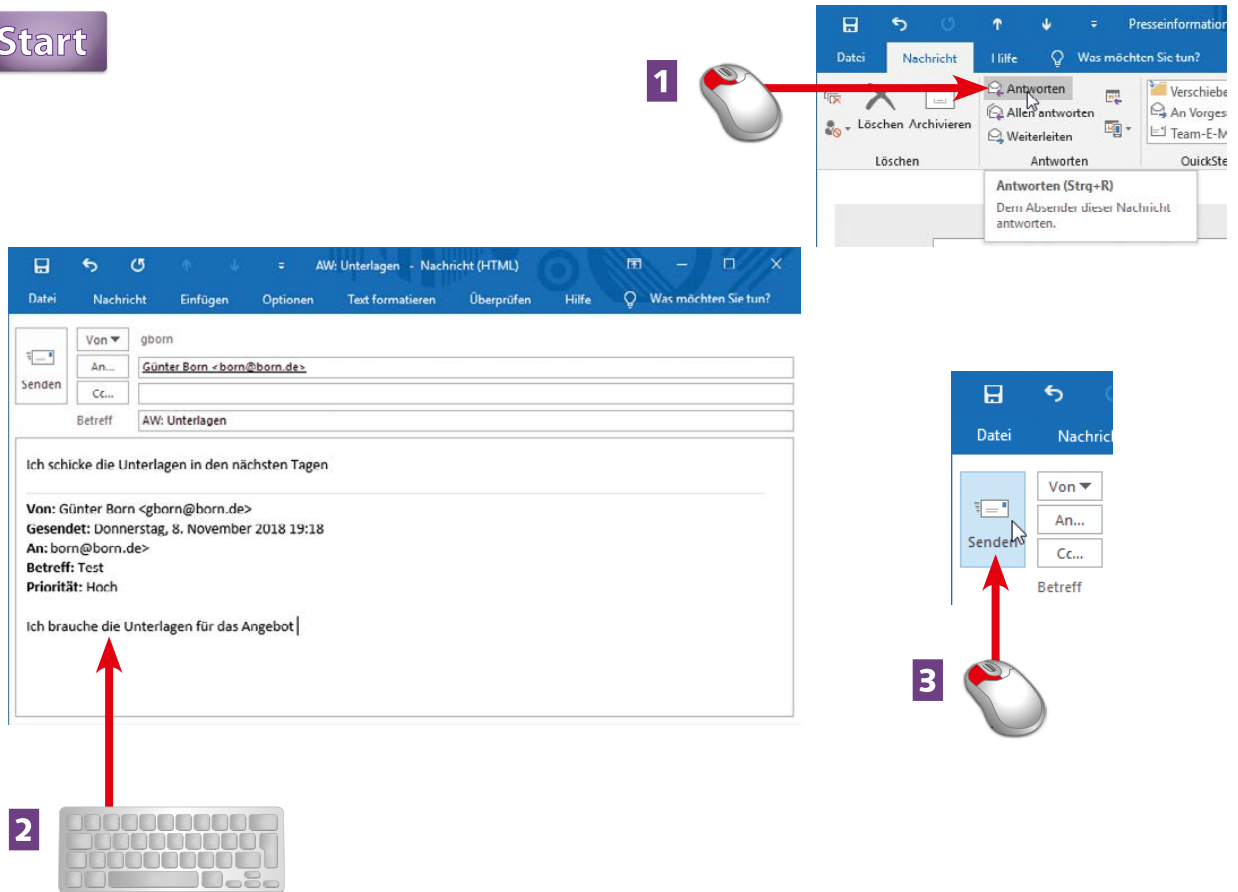 Start
1
Presseinformation
Datei Nachricht Hilfe Was möchten Sie tun?
Antworten
Allen antworten
Weiterleiten
Löschen Archivieren
Verschiebe
An Vorges
Team-E-M
Löschen Antworten QuickSte
Antworten (Strg+R)
Dem Absender dieser Nachricht
antworten.
AW: Unterlagen - Nachricht (HTML)
Datei Nachricht Einfügen Optionen Text formatieren Überprüfen Hilfe Was möchten Sie tun?
Senden
Von gborn
An... Günter Born <born@born.de>
Cc...
Betreff AW: Unterlagen
Ich schicke die Unterlagen in den nächsten Tagen
Von: Günter Born <gborn@born.de>
Gesendet: Donnerstag, 8. November 2018 19:18
An: born@born.de>
Betreff: Test
Priorität: Hoch
Ich brauche die Unterlagen für das Angebot
2
Datei Nachric
Senden
Von
An...
Cc...
Betreff
3